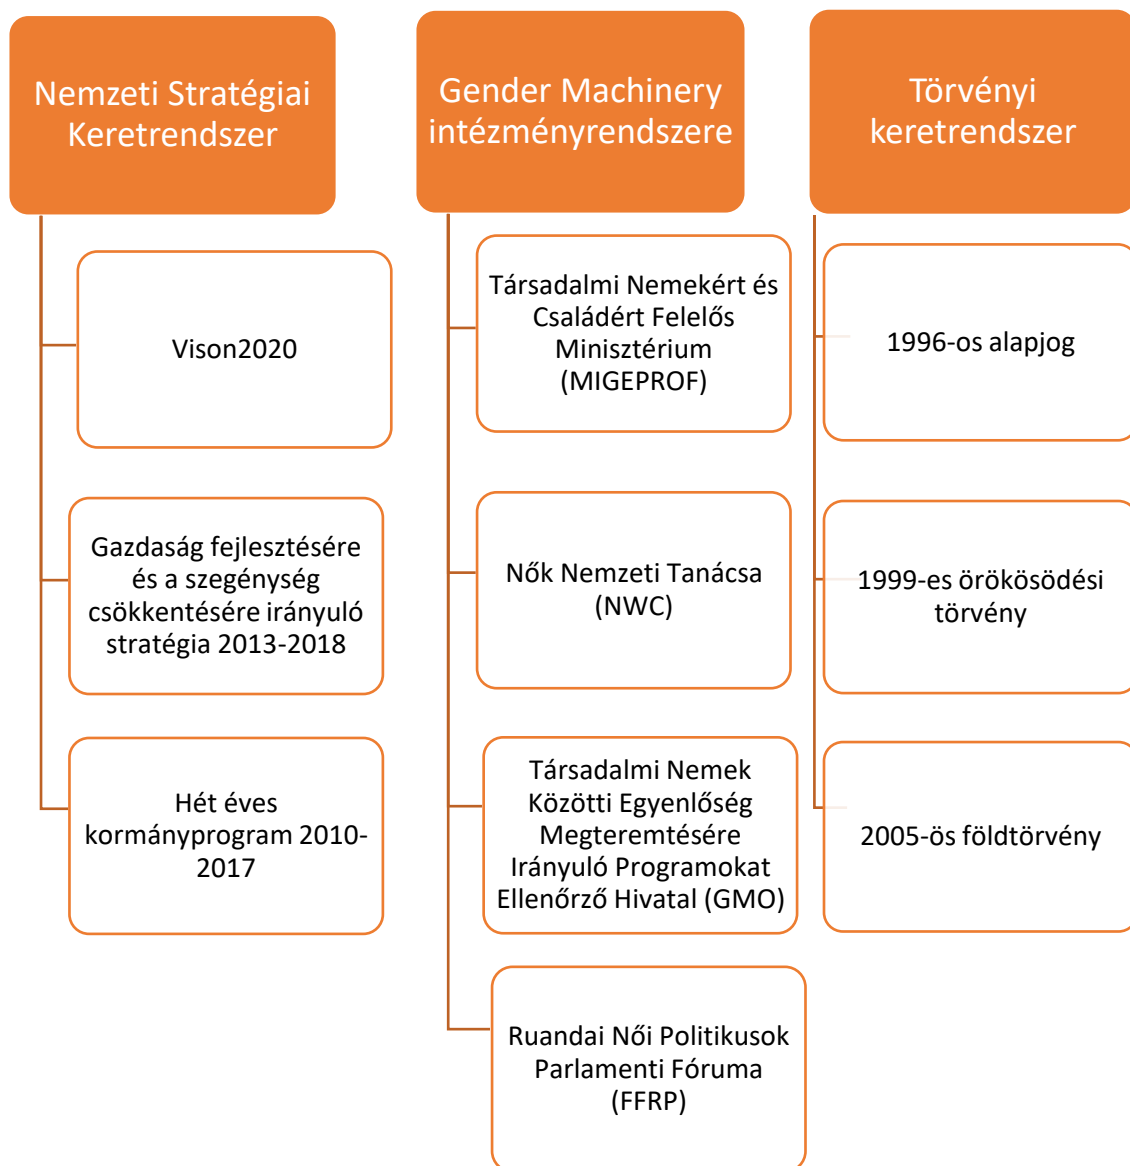 Nemzeti Stratégiai
Keretrendszer
Vison2020
Gazdaság fejlesztésére
és a szegénység
csökkentésére irányuló
stratégia 2013-2018
Hét éves
kormányprogram 2010-
2017
Gender Machinery
intézményrendszere
Társadalmi Nemekért és
Családért Felelős
Minisztérium
(MIGEPROF)
Nők Nemzeti Tanácsa
(NWC)
Társadalmi Nemek
Közötti Egyenlőség
Megteremtésére
Irányuló Programokat
Ellenőrző Hivatal (GMO)
Ruandai Női Politikusok
Parlamenti Fóruma
(FFRP)
Törvényi
keretrendszer
1996-os alapjog
1999-es örökösödési
törvény
2005-ös földtörvény